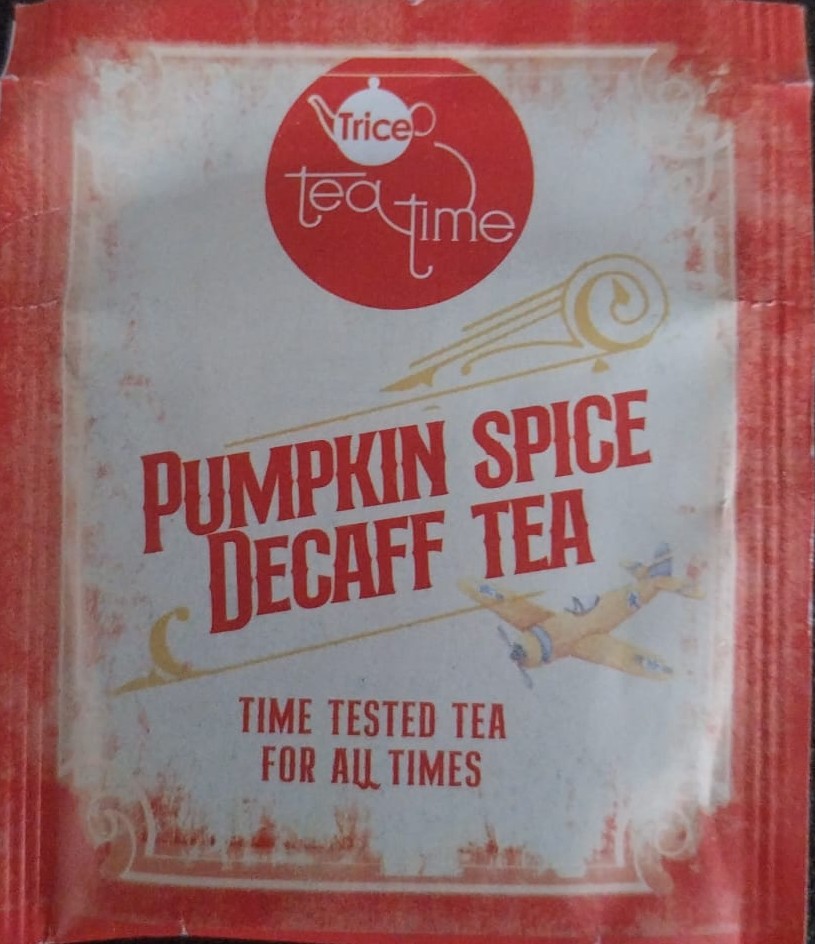 Trice
tea time
PUMPKIN SPICE
DECAFF TEA
TIME TESTED TEA
FOR ALL TIMES